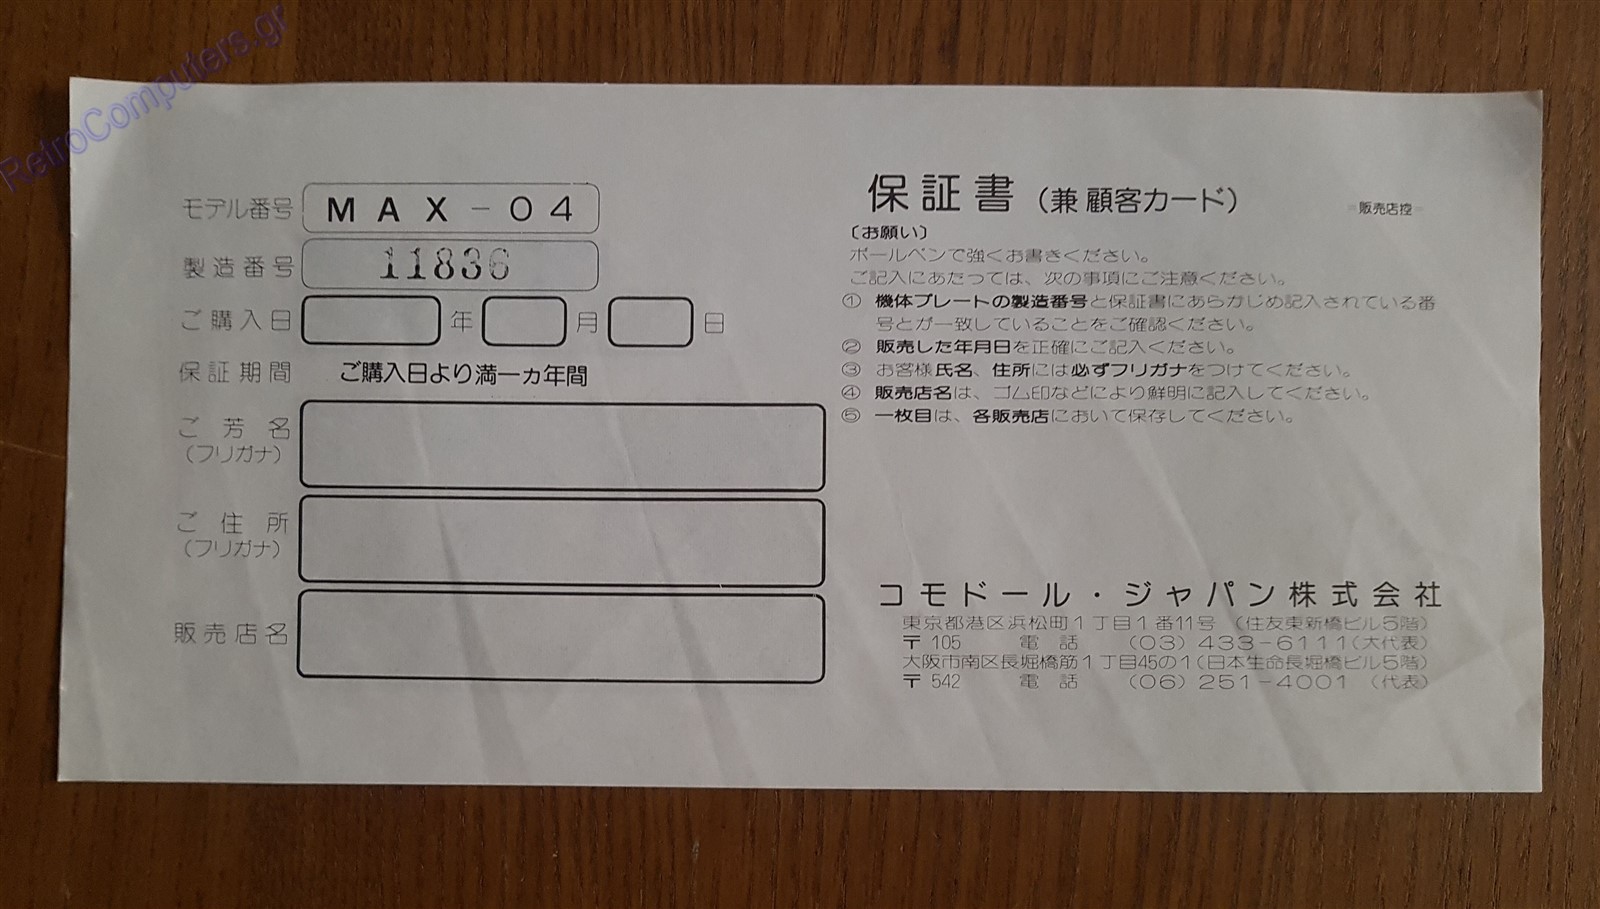 RetroComputers.gr
モデル番号 MAX-04
製造番号 11836
ご購入日 年 月 日
保証期間 ご購入日より満一ヵ年間
ご芳名
(フリガナ)
ご住所
(フリガナ)
販売店名
保証書(兼顧客カード) 販売店控
〔お願い〕
ボールペンで強くお書きください。
ご記入にあたっては、次の事項にご注意ください。
① 機体プレートの製造番号と保証書にあらかじめ記入されている番
号とが一致していることをご確認ください。
② 販売した年月日を正確にご記入ください。
③ お客様氏名、住所には必ずフリガナをつけてください。
④ 販売店名は、ゴム印などにより鮮明に記入してください。
⑤ 一枚目は、各販売店において保存してください。
コモドール・ジャパン株式会社
東京都港区浜松町1丁目1番11号 (住友東新橋ビル5階)
〒105 電話 (03)433-6111(大代表)
大阪市南区長堀橋筋1丁目45の1(日本生命長堀橋ビル5階)
〒542 電話 (06)251-4001 (代表)